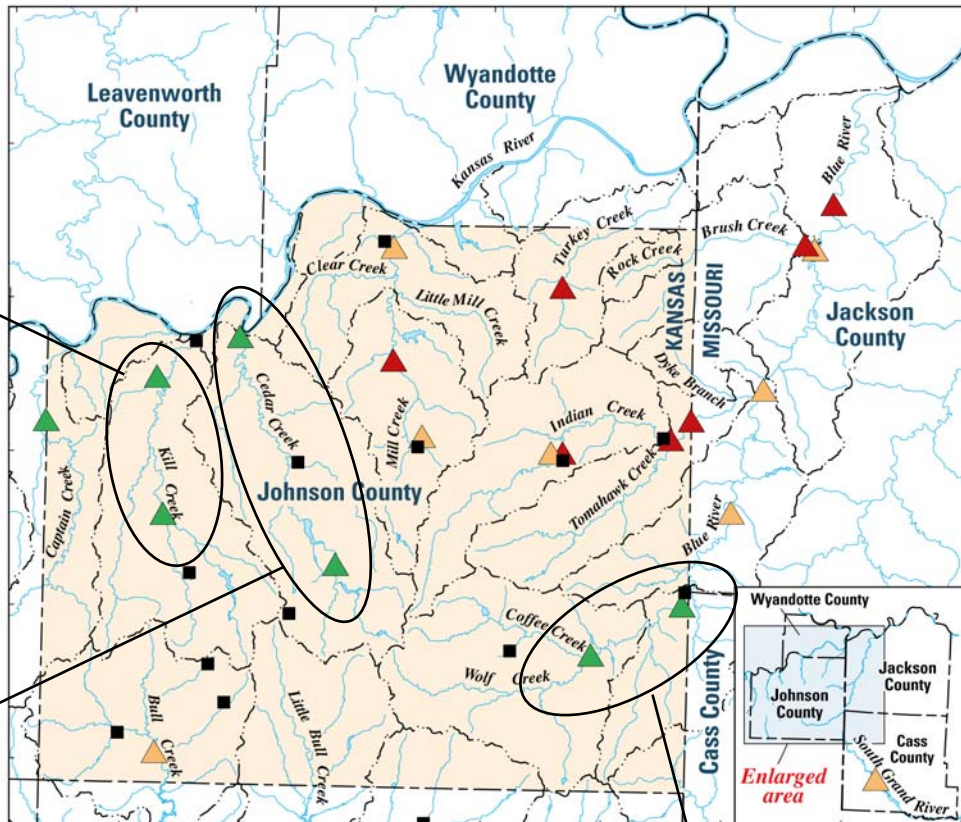 Leavenworth
County
Wyandotte
County
Kansas River
Blue River
Turkey Creek
Brush Creek
Rock Creek
Clear Creek
Little Mill
Creek
KANSAS
MISSOURI
Jackson
County
Dyke Branch
Cedar Creek
Indian Creek
Mill Creek
Kill
Creek
Johnson County
Captain Creek
Tomahawk Creek
Blue River
Coffee Creek
Wolf Creek
Bull
Creek
Little Bull Creek
Cass County
Wyandotte County
Jackson
County
Johnson
County
Cass
County
Enlarged
area
South Grand
River